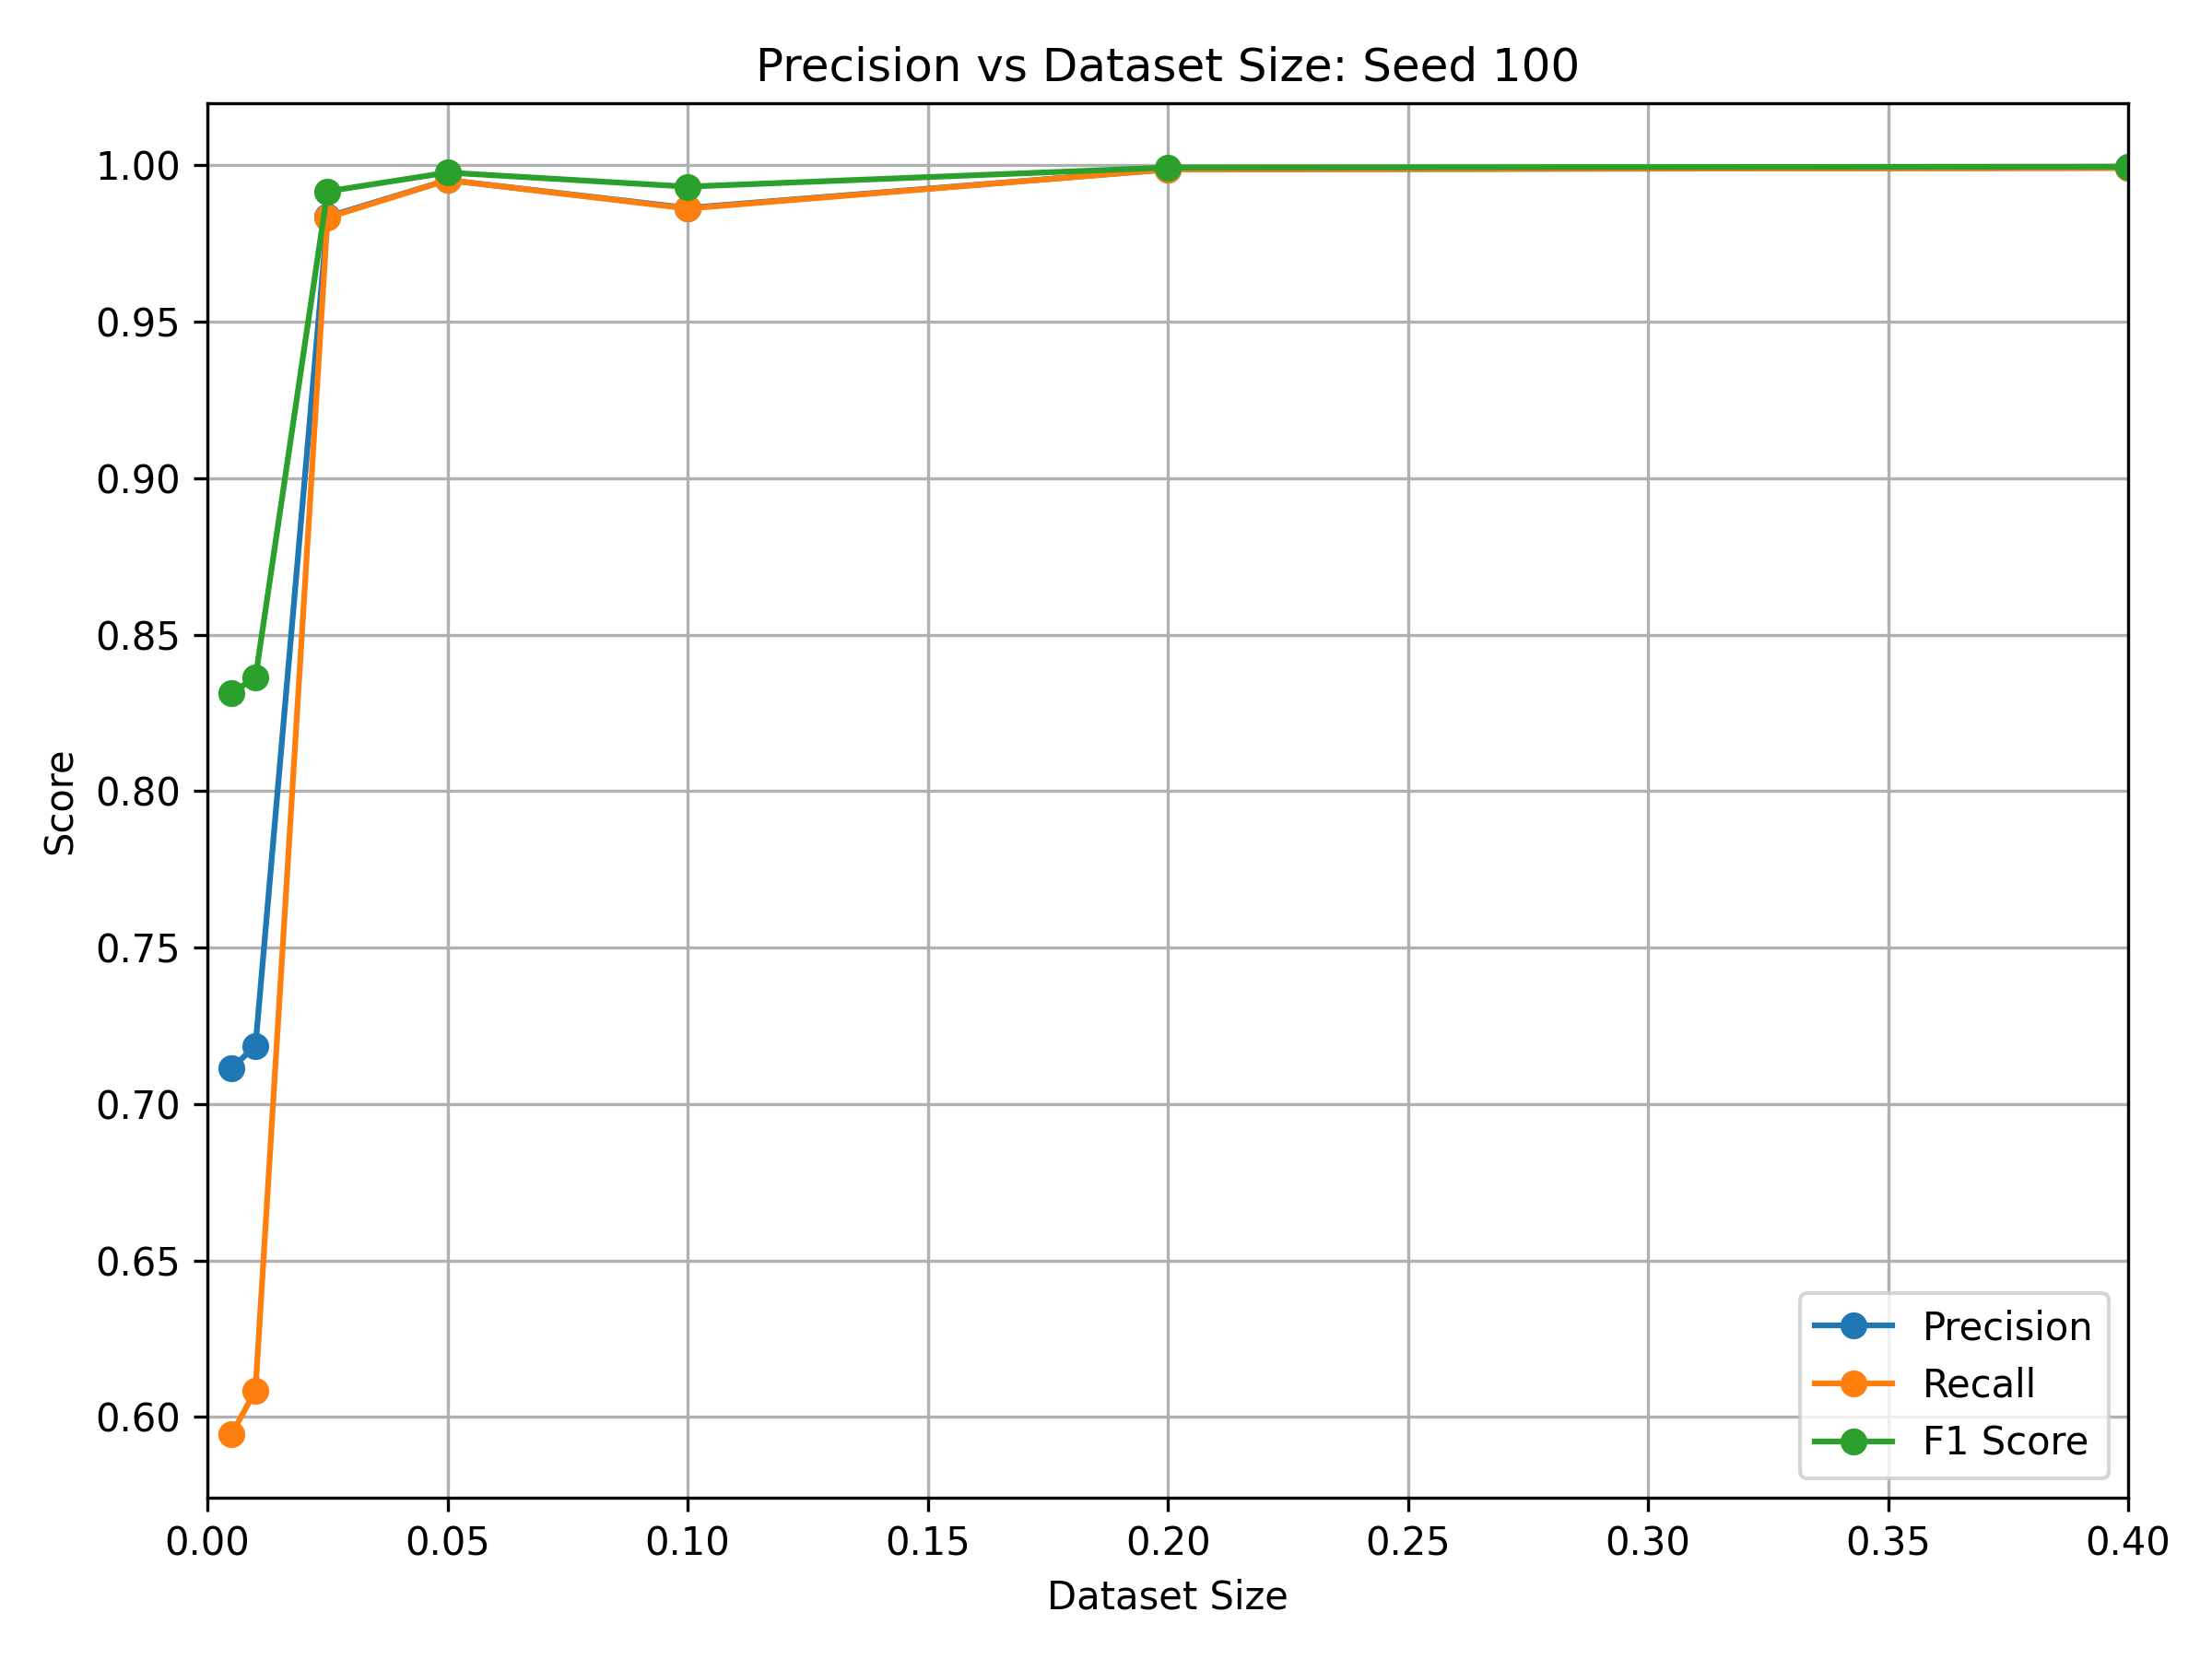 Precision vs Dataset Size: Seed 100
1.00
0.95
0.90
0.85
0.80
0.75
0.70
0.65
0.60
Score
0.00 0.05 0.10 0.15 0.20 0.25 0.30 0.35 0.40
Dataset Size
Precision
Recall
F1 Score